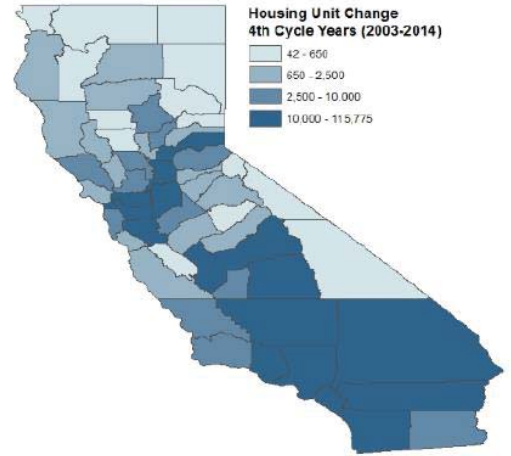 Housing Unit Change
4th Cycle Years (2003-2014)
42 - 650
650 - 2,500
2,500 - 10,000
10,000 - 115,775